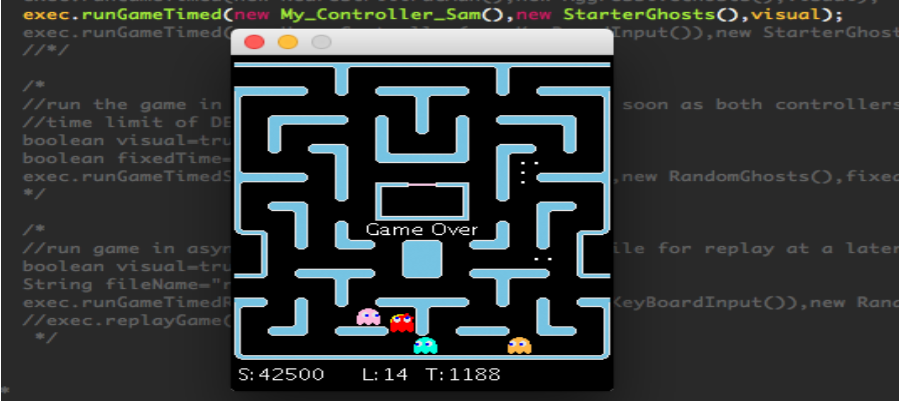 exec.runGameTimed(new My_Controller_Sam(),new StarterGhosts(),visual);
exec.runGameTimed( Input()),new StarterGhost
//*/
/*
//run the game in soon as both controllers
//time limit of DE
boolean visual=tru
boolean fixedTime=
exec.runGameTimedS ,new RandomGhosts(),fixed
*/
Game Over
/*
//run game in asyn ile for replay at a later
boolean visual=tru
String fileName="r
exec.runGameTimedR KeyBoardInput()),new Rand
//exec.replayGame(
*/
S:42500 L:14 T:1188
*